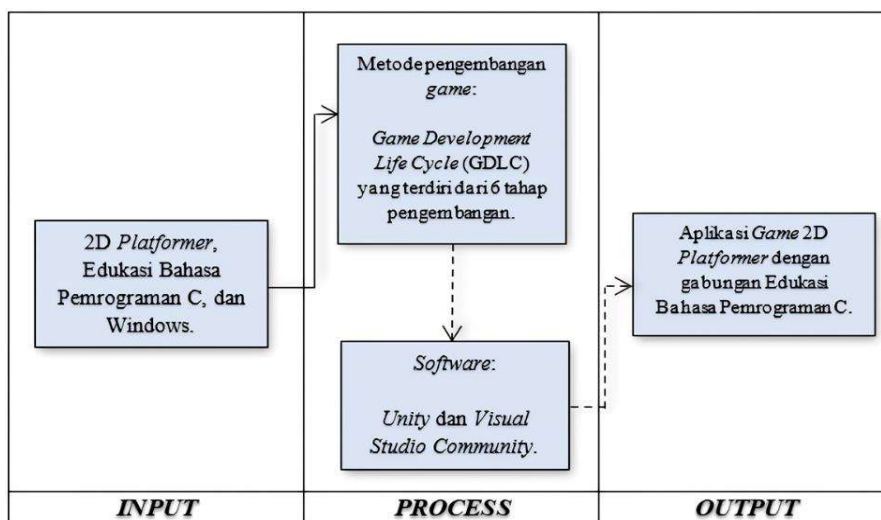 2D Platformer,
Edukasi Bahasa
Pemrograman C, dan
Windows.
Metode pengembangan
game:
Game Development
Life Cycle (GDLC)
yang terdiri dari 6 tahap
pengembangan.
Software:
Unity dan Visual
Studio Community.
Aplikasi Game 2D
Platformer dengan
gabungan Edukasi
Bahasa Pemrograman C.
INPUT
PROCESS
OUTPUT